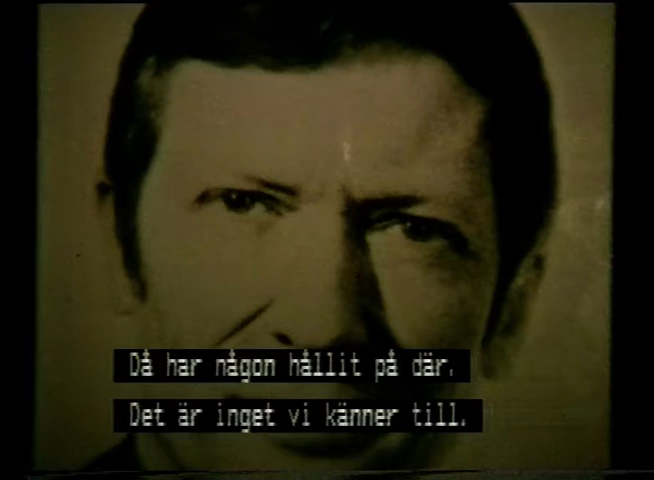 Då har någon hållit på där.
Det är inget vi känner till.